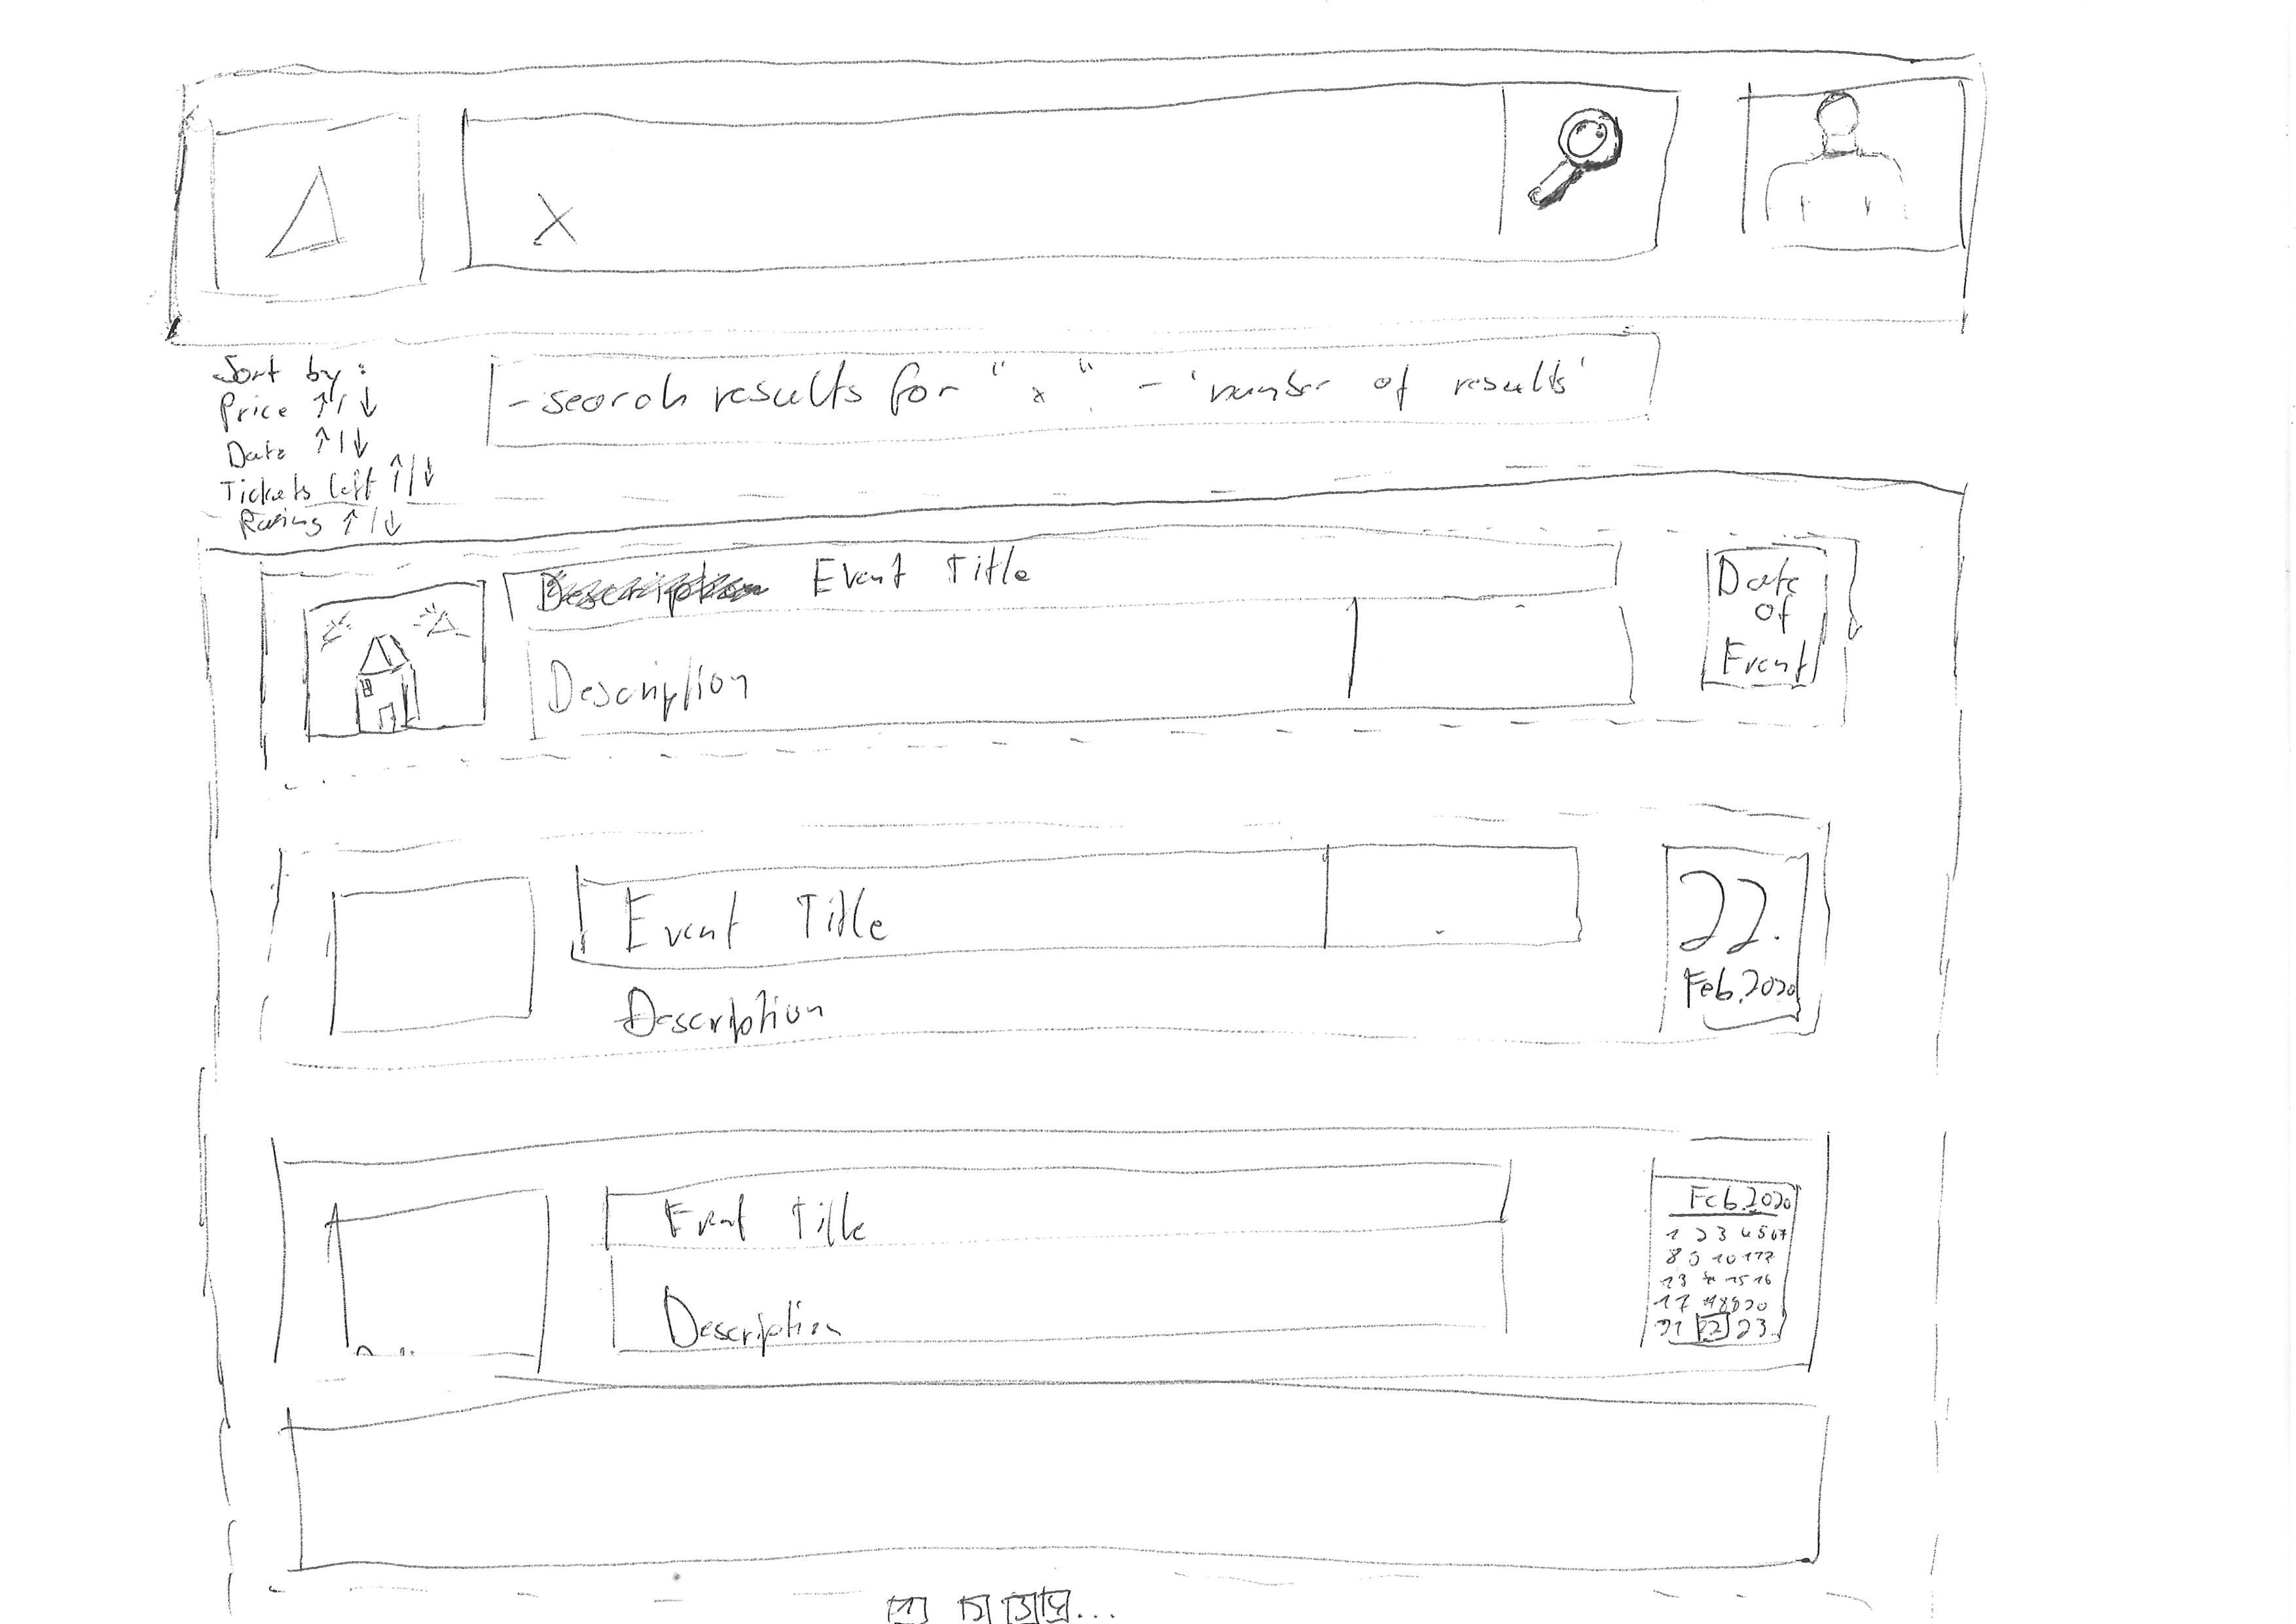 X
Sort by:
Price ↑/↓
Date ↑/↓
Tickets left ↑/↓
Rating ↑/↓
- search results for "x" - 'number of results'
Event Title
Description
Date
of
Event
Event Title
Description
22.
Feb.2020
Event Title
Description
Feb.2020
1 2 3 4 5 6 7
8 9 10 11 12
13 14 15 16
17 18 19 20
21 22 23
1 2 3 4 ...